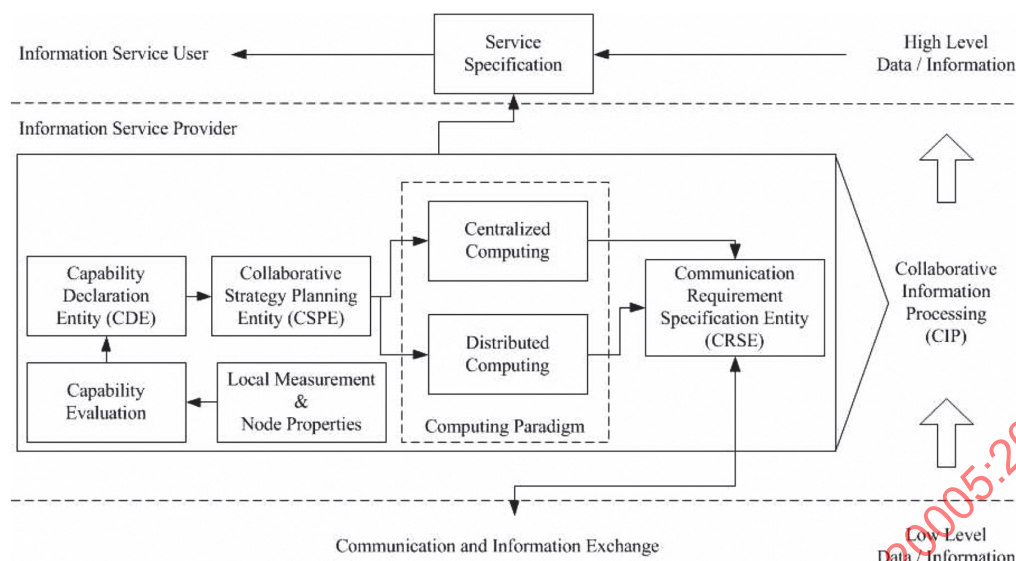 Information Service User
Service
Specification
High Level
Data / Information
Information Service Provider
Centralized
Computing
Capability
Declaration
Entity (CDE)
Collaborative
Strategy Planning
Entity (CSPE)
Communication
Requirement
Specification Entity
(CRSE)
Collaborative
Information
Processing
(CIP)
Distributed
Computing
Capability
Evaluation
Local Measurement
&
Node Properties
Computing Paradigm
Communication and Information Exchange
Low Level
Data / Information